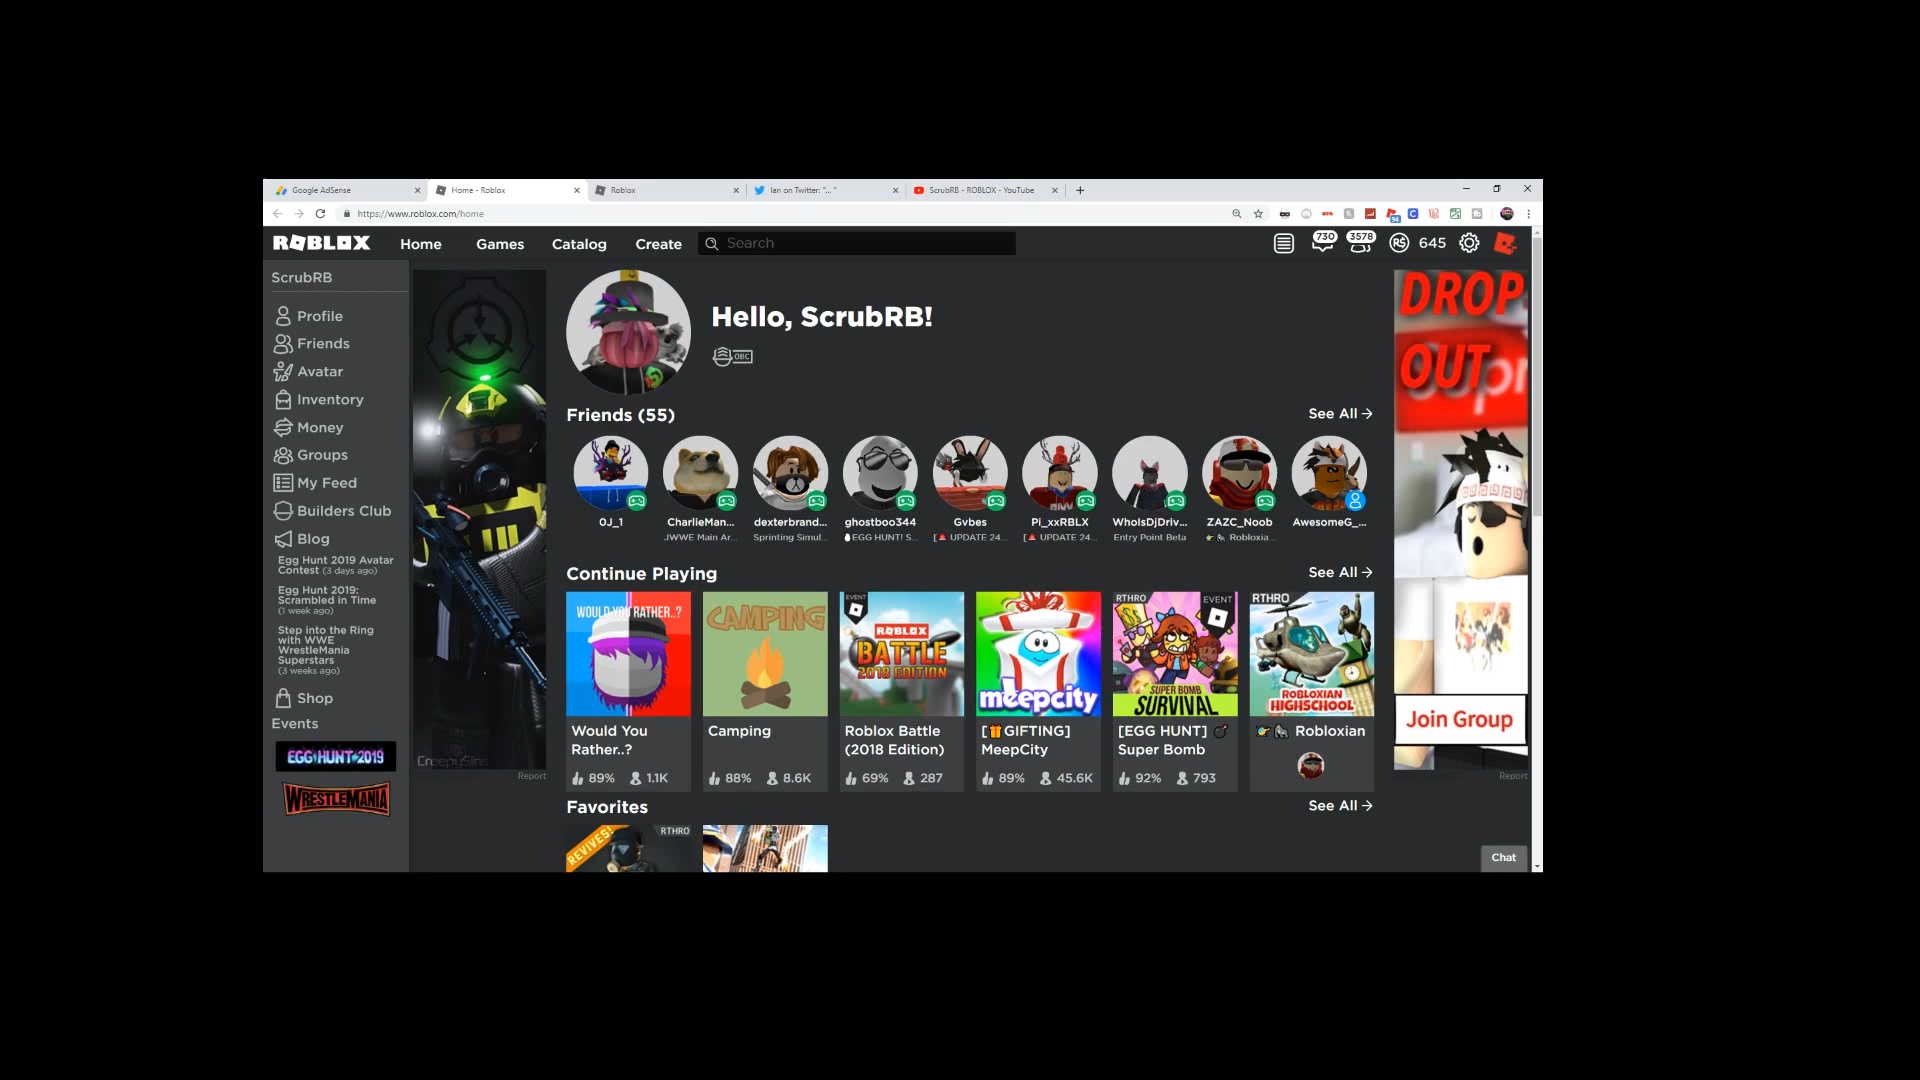 Google AdSense
Home - Roblox
Roblox
Ian on Twitter: "... "
ScrubRB - ROBLOX - YouTube
https://www.roblox.com/home
94
ROBLOX
Home
Games
Catalog
Create
Search
730
3578
R$
645
ScrubRB
Profile
Friends
Avatar
Inventory
Money
Groups
My Feed
Builders Club
Blog
Egg Hunt 2019 Avatar
Contest (3 days ago)
Egg Hunt 2019:
Scrambled in Time
(1 week ago)
Step into the Ring
with WWE
WrestleMania
Superstars
(3 weeks ago)
Shop
Events
EGG HUNT 2019
WRESTLEMANIA
Report
Hello, ScrubRB!
OBC
Friends (55)
See All
0J_1
CharlieMan...
JWWE Main Ar...
dexterbrand...
Sprinting Simul...
ghostboo344
EGG HUNT! S...
Gvbes
[🚨 UPDATE 24...
Pi_xxRBLX
[🚨 UPDATE 24...
WhoIsDjDriv...
Entry Point Beta
ZAZC_Noob
Robloxia...
AwesomeG_...
Continue Playing
See All
WOULD YOU RATHER..?
Would You
Rather..?
89%
1.1K
CAMPING
Camping
88%
8.6K
EVENT
ROBLOX
BATTLE
2018 EDITION
Roblox Battle
(2018 Edition)
69%
287
meepcity
[🎁GIFTING]
MeepCity
89%
45.6K
RTHRO
EVENT
SUPER BOMB
SURVIVAL
[EGG HUNT] 💣
Super Bomb
92%
793
RTHRO
ROBLOXIAN
HIGHSCHOOL
Robloxian
Favorites
See All
REVIVES!
RTHRO
DROP
OUT
Join Group
Report
Chat